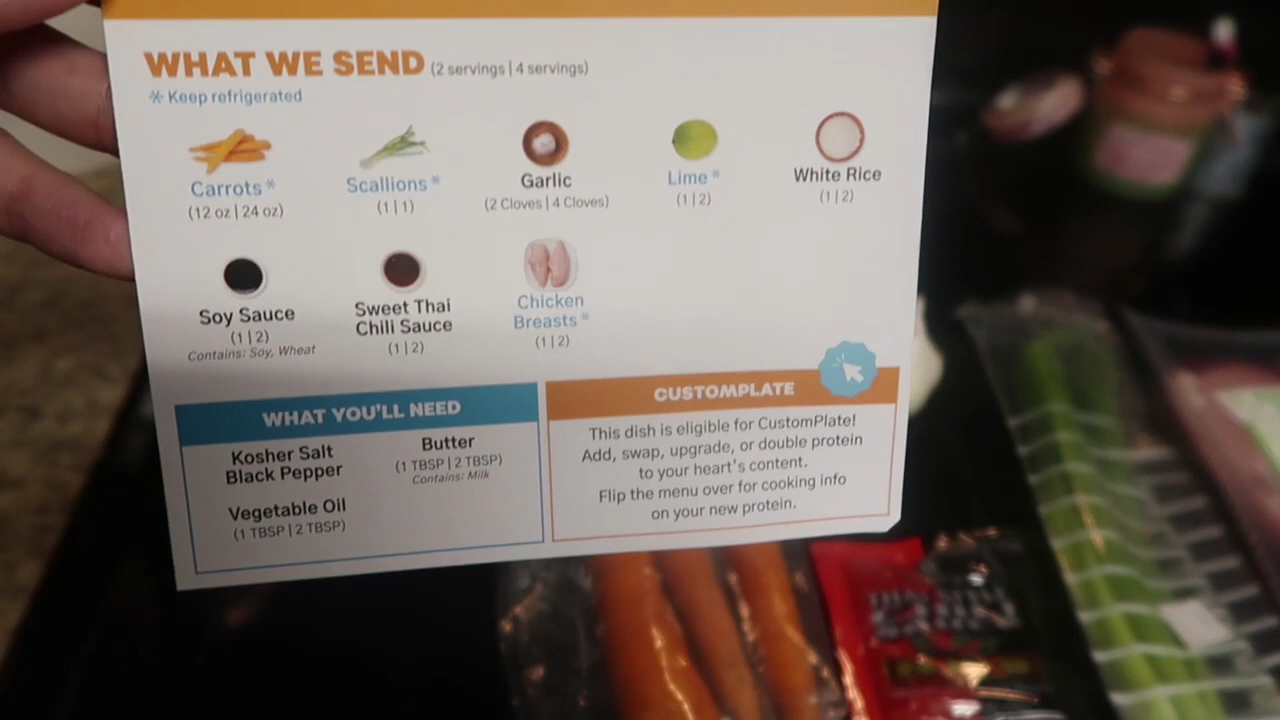 WHAT WE SEND (2 servings | 4 servings)
* Keep refrigerated
Carrots*
(12 oz | 24 oz)
Scallions*
(1 | 1)
Garlic
(2 Cloves | 4 Cloves)
Lime*
(1 | 2)
White Rice
(1 | 2)
Soy Sauce
(1 | 2)
Contains: Soy, Wheat
Sweet Thai
Chili Sauce
(1 | 2)
Chicken
Breasts*
(1 | 2)
WHAT YOU'LL NEED
Kosher Salt
Black Pepper
Vegetable Oil
(1 TBSP | 2 TBSP)
Butter
(1 TBSP | 2 TBSP)
Contains: Milk
CUSTOMPLATE
This dish is eligible for CustomPlate!
Add, swap, upgrade, or double protein
to your heart's content.
Flip the menu over for cooking info
on your new protein.